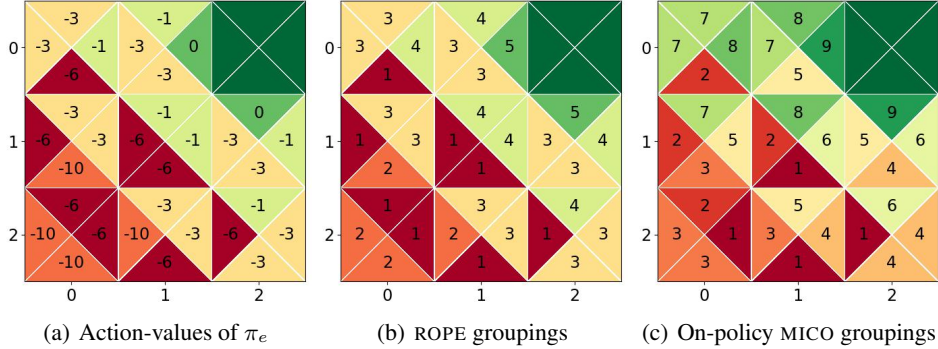 -3 -1
0 -3 -1 -3 0
-6 -3
-3 -1 0
1 -6 -3 -6 -1 -3 -1
-10 -6 -3
-6 -3 -1
2 -10 -6 -10 -3 -6 -3
-10 -6 -3
0 1 2
(a) Action-values of πₑ
3 4
0 3 4 3 5
1 3
3 4 5
1 1 3 1 4 3 4
2 1 3
1 3 4
2 2 1 2 3 1 3
2 1 3
0 1 2
(b) ROPE groupings
7 8
0 7 8 7 9
2 5
7 8 9
1 2 5 2 6 5 6
3 1 4
2 5 6
2 3 1 3 4 1 4
3 1 4
0 1 2
(c) On-policy MICO groupings